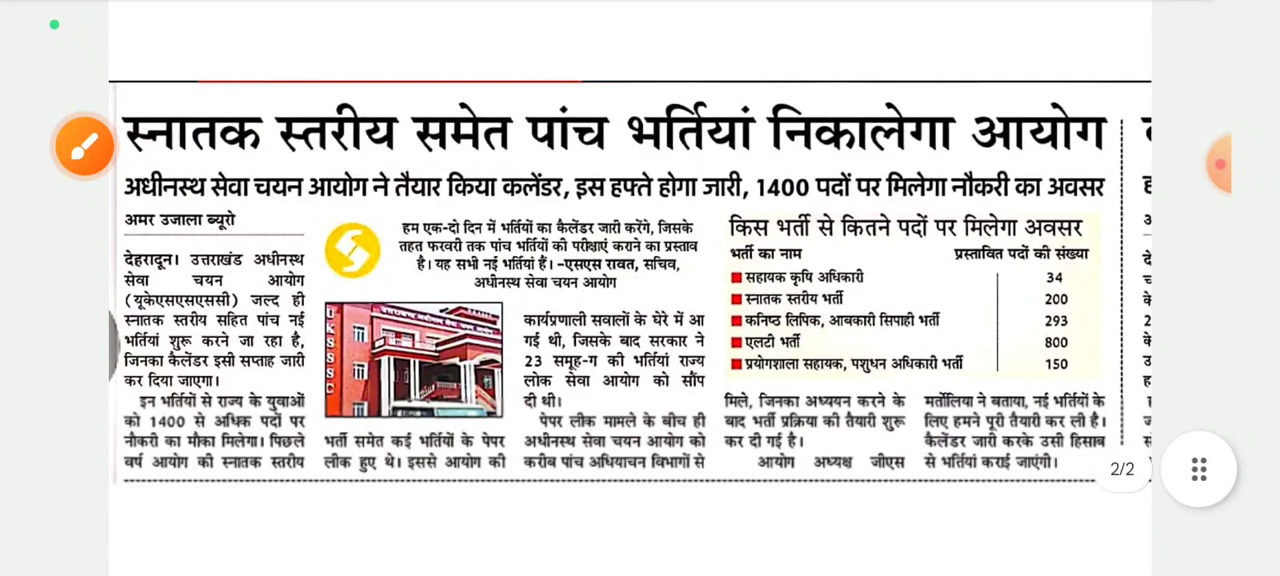 स्नातक स्तरीय समेत पांच भर्तियां निकालेगा आयोग
अधीनस्थ सेवा चयन आयोग ने तैयार किया कलेंडर, इस हफ्ते होगा जारी, 1400 पदों पर मिलेगा नौकरी का अवसर
अमर उजाला ब्यूरो
देहरादून। उत्तराखंड अधीनस्थ
सेवा चयन आयोग
(यूकेएसएसएससी) जल्द ही
स्नातक स्तरीय सहित पांच नई
भर्तियां शुरू करने जा रहा है,
जिनका कैलेंडर इसी सप्ताह जारी
कर दिया जाएगा।
इन भर्तियों से राज्य के युवाओं
को 1400 से अधिक पदों पर
नौकरी का मौका मिलेगा। पिछले
वर्ष आयोग की स्नातक स्तरीय
हम एक-दो दिन में भर्तियों का कैलेंडर जारी करेंगे, जिसके
तहत फरवरी तक पांच भर्तियों की परीक्षाएं कराने का प्रस्ताव
है। यह सभी नई भर्तियां हैं। -एसएस रावत, सचिव,
अधीनस्थ सेवा चयन आयोग
UKSSSC
भर्ती समेत कई भर्तियों के पेपर
लीक हुए थे। इससे आयोग की
कार्यप्रणाली सवालों के घेरे में आ
गई थी, जिसके बाद सरकार ने
23 समूह-ग की भर्तियां राज्य
लोक सेवा आयोग को सौंप
दी थी।
पेपर लीक मामले के बीच ही
अधीनस्थ सेवा चयन आयोग को
करीब पांच अधियाचन विभागों से
किस भर्ती से कितने पदों पर मिलेगा अवसर
भर्ती का नाम प्रस्तावित पदों की संख्या
सहायक कृषि अधिकारी 34
स्नातक स्तरीय भर्ती 200
कनिष्ठ लिपिक, आबकारी सिपाही भर्ती 293
एलटी भर्ती 800
प्रयोगशाला सहायक, पशुधन अधिकारी भर्ती 150
मिले, जिनका अध्ययन करने के
बाद भर्ती प्रक्रिया की तैयारी शुरू
कर दी गई है।
आयोग अध्यक्ष जीएस
मर्तोलिया ने बताया, नई भर्तियों के
लिए हमने पूरी तैयारी कर ली है।
कैलेंडर जारी करके उसी हिसाब
से भर्तियां कराई जाएंगी।
2/2